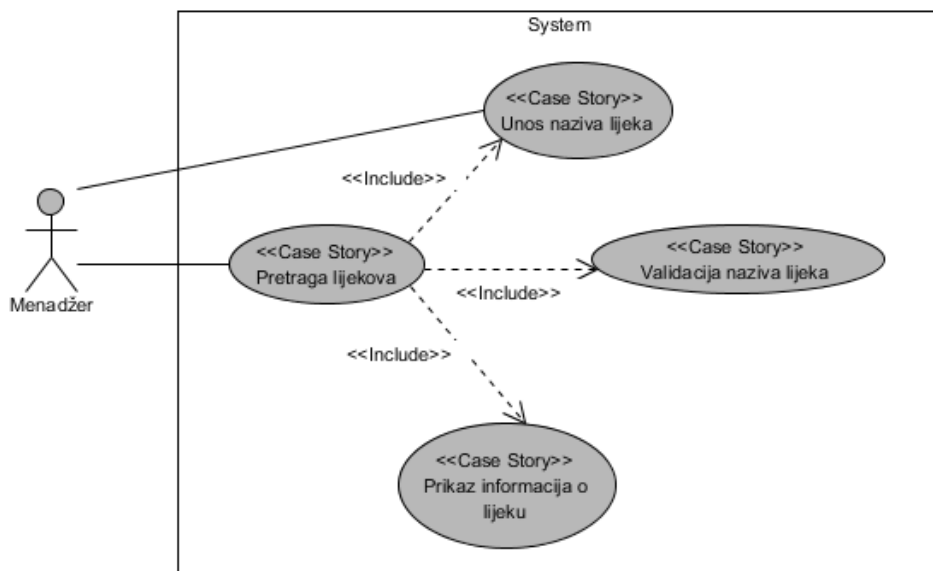 System
<<Case Story>>
Unos naziva lijeka
<<Include>>
<<Case Story>>
Pretraga lijekova
<<Case Story>>
Validacija naziva lijeka
<<Include>>
Menadžer
<<Include>>
<<Case Story>>
Prikaz informacija o
lijeku